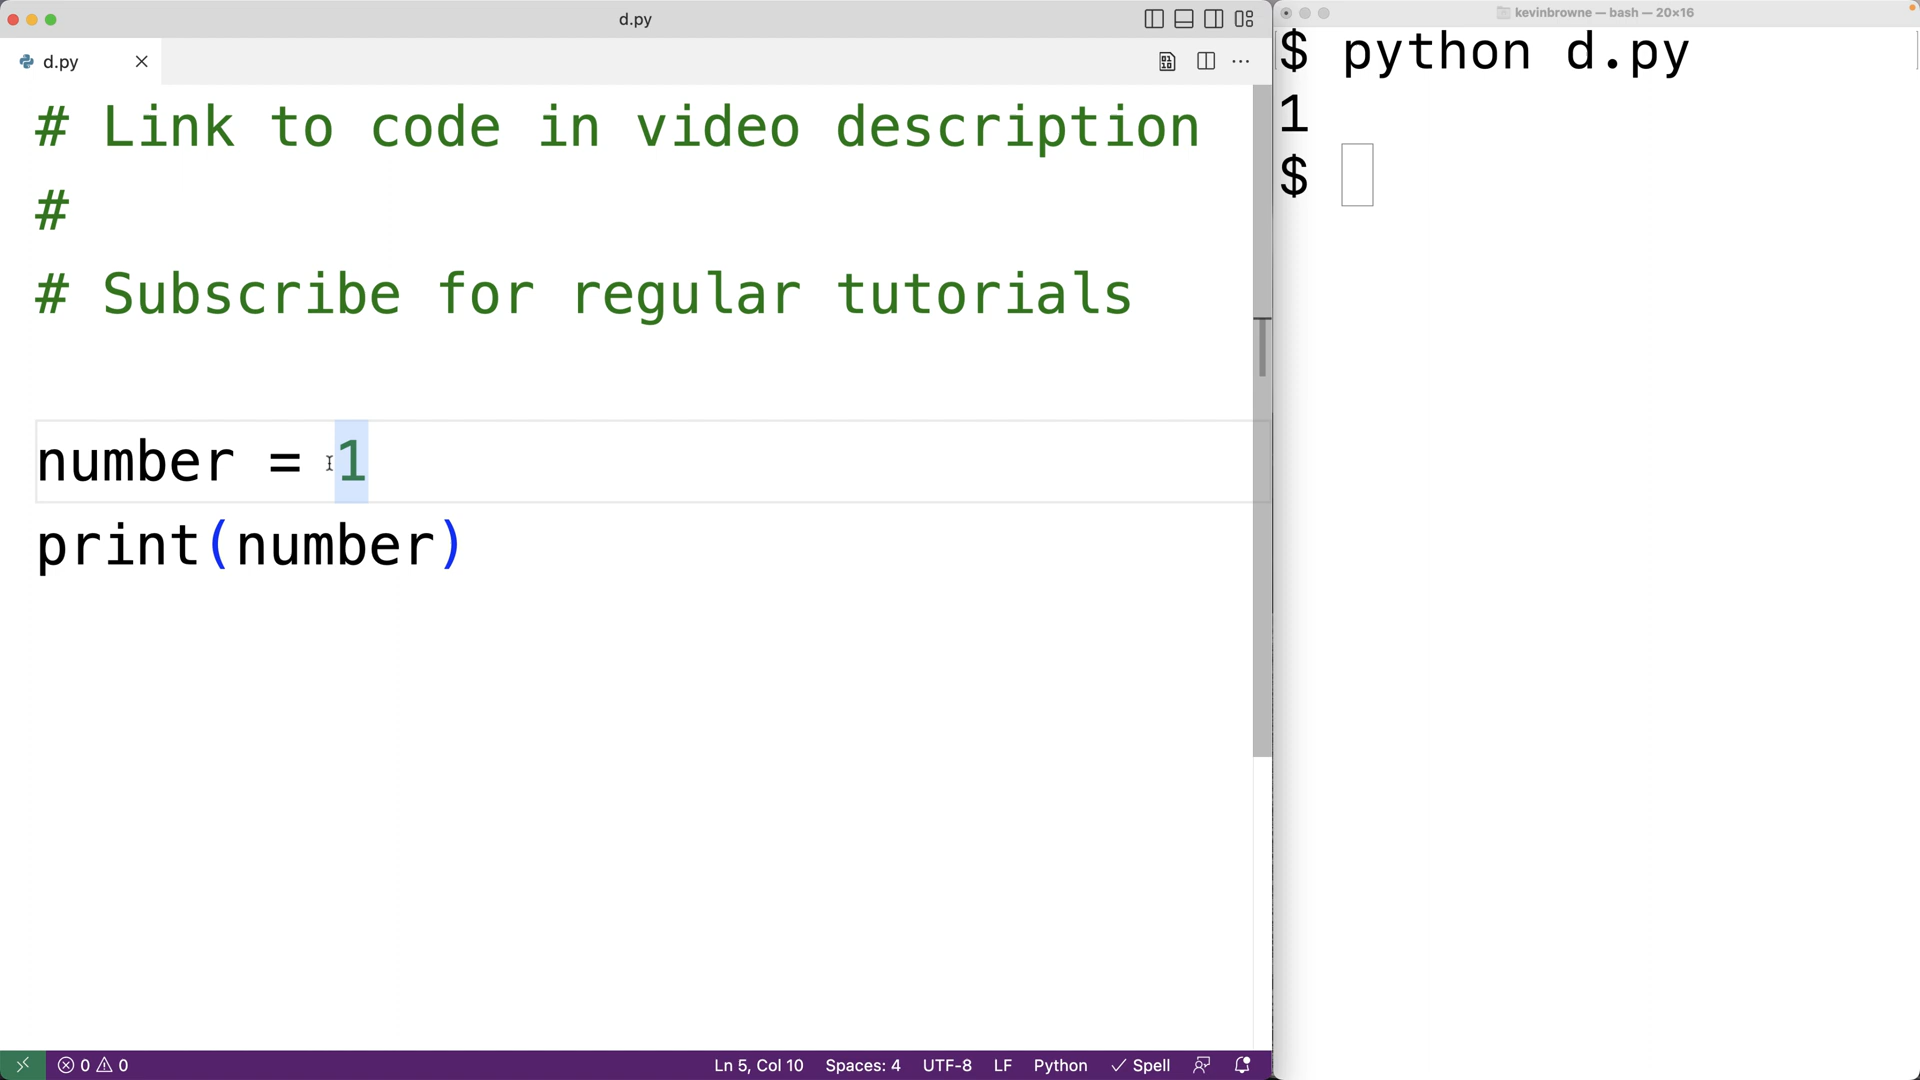 d.py
d.py
# Link to code in video description
#
# Subscribe for regular tutorials
number = 1
print(number)
0 0
Ln 5, Col 10 Spaces: 4 UTF-8 LF Python Spell
kevinbrowne — bash — 20×16
$ python d.py
1
$